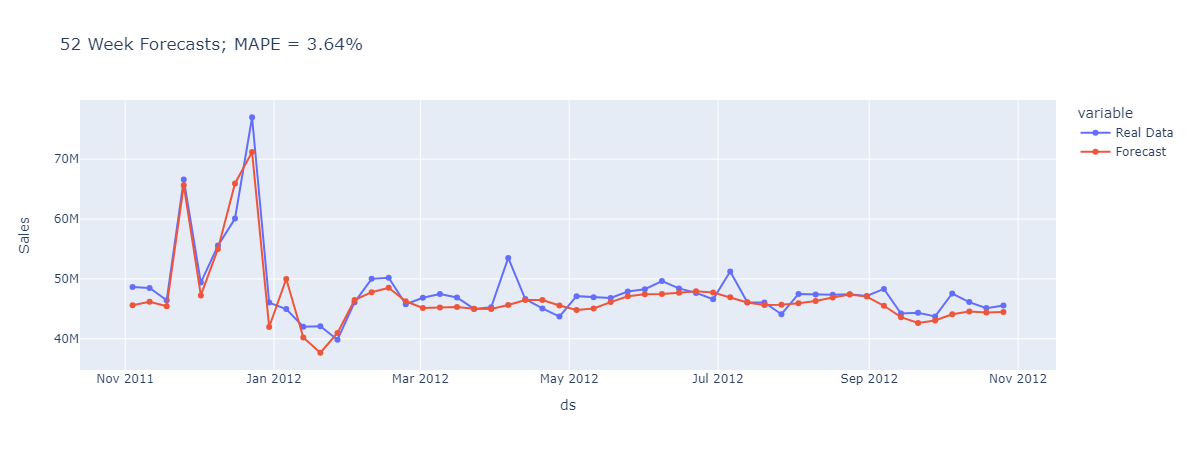 52 Week Forecasts; MAPE = 3.64%
variable
Real Data
Forecast
70M
60M
50M
40M
Sales
Nov 2011
Jan 2012
Mar 2012
May 2012
Jul 2012
Sep 2012
Nov 2012
ds